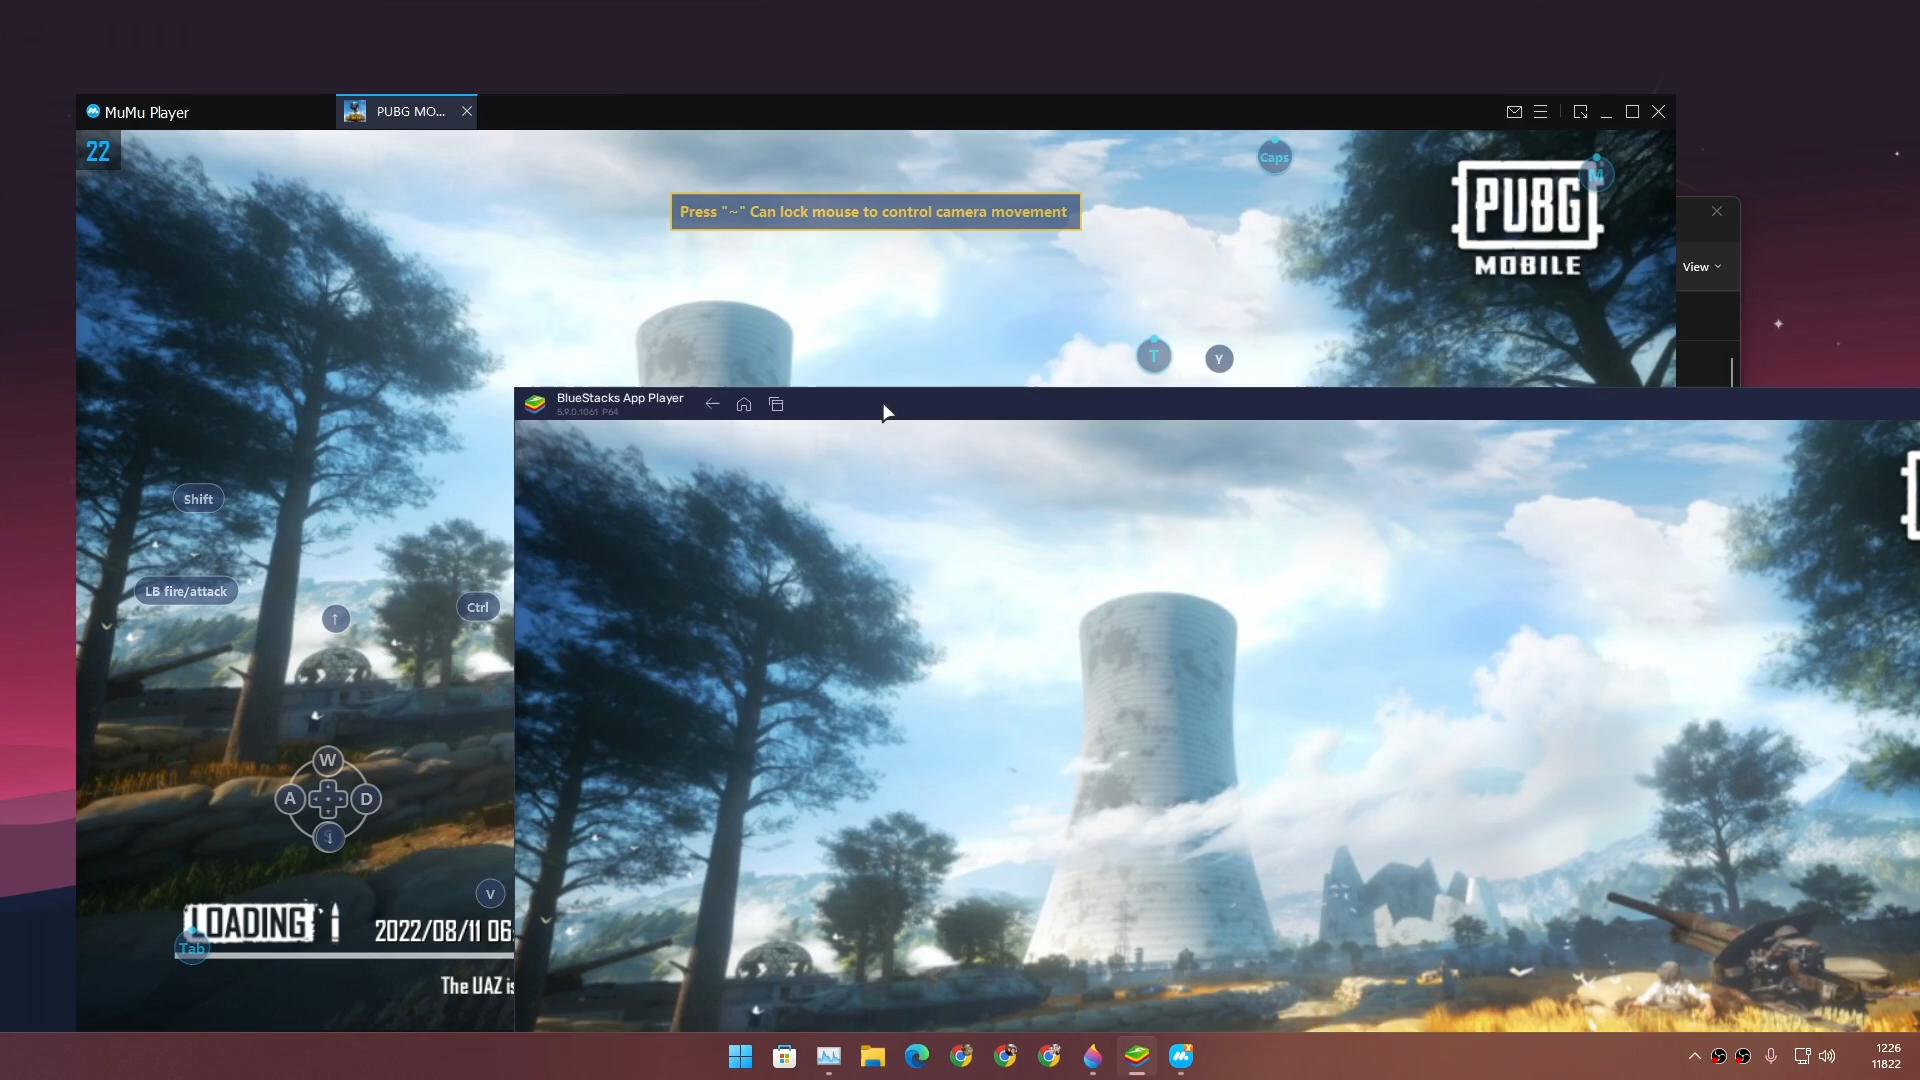 MuMu Player
PUBG MO...
22
Caps
M
Press "~" Can lock mouse to control camera movement
PUBG
MOBILE
View
T
Y
BlueStacks App Player
5.9.0.1061 P64
Shift
LB fire/attack
↑
Ctrl
W
A
D
V
LOADING
2022/08/11 06:
Tab
The UAZ is
1226
11822